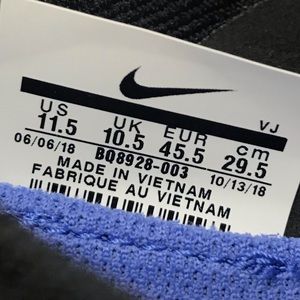 VJ
US UK EUR cm
11.5 10.5 45.5 29.5
06/06/18 BQ8928-003 10/13/18
MADE IN VIETNAM
FABRIQUE AU VIETNAM